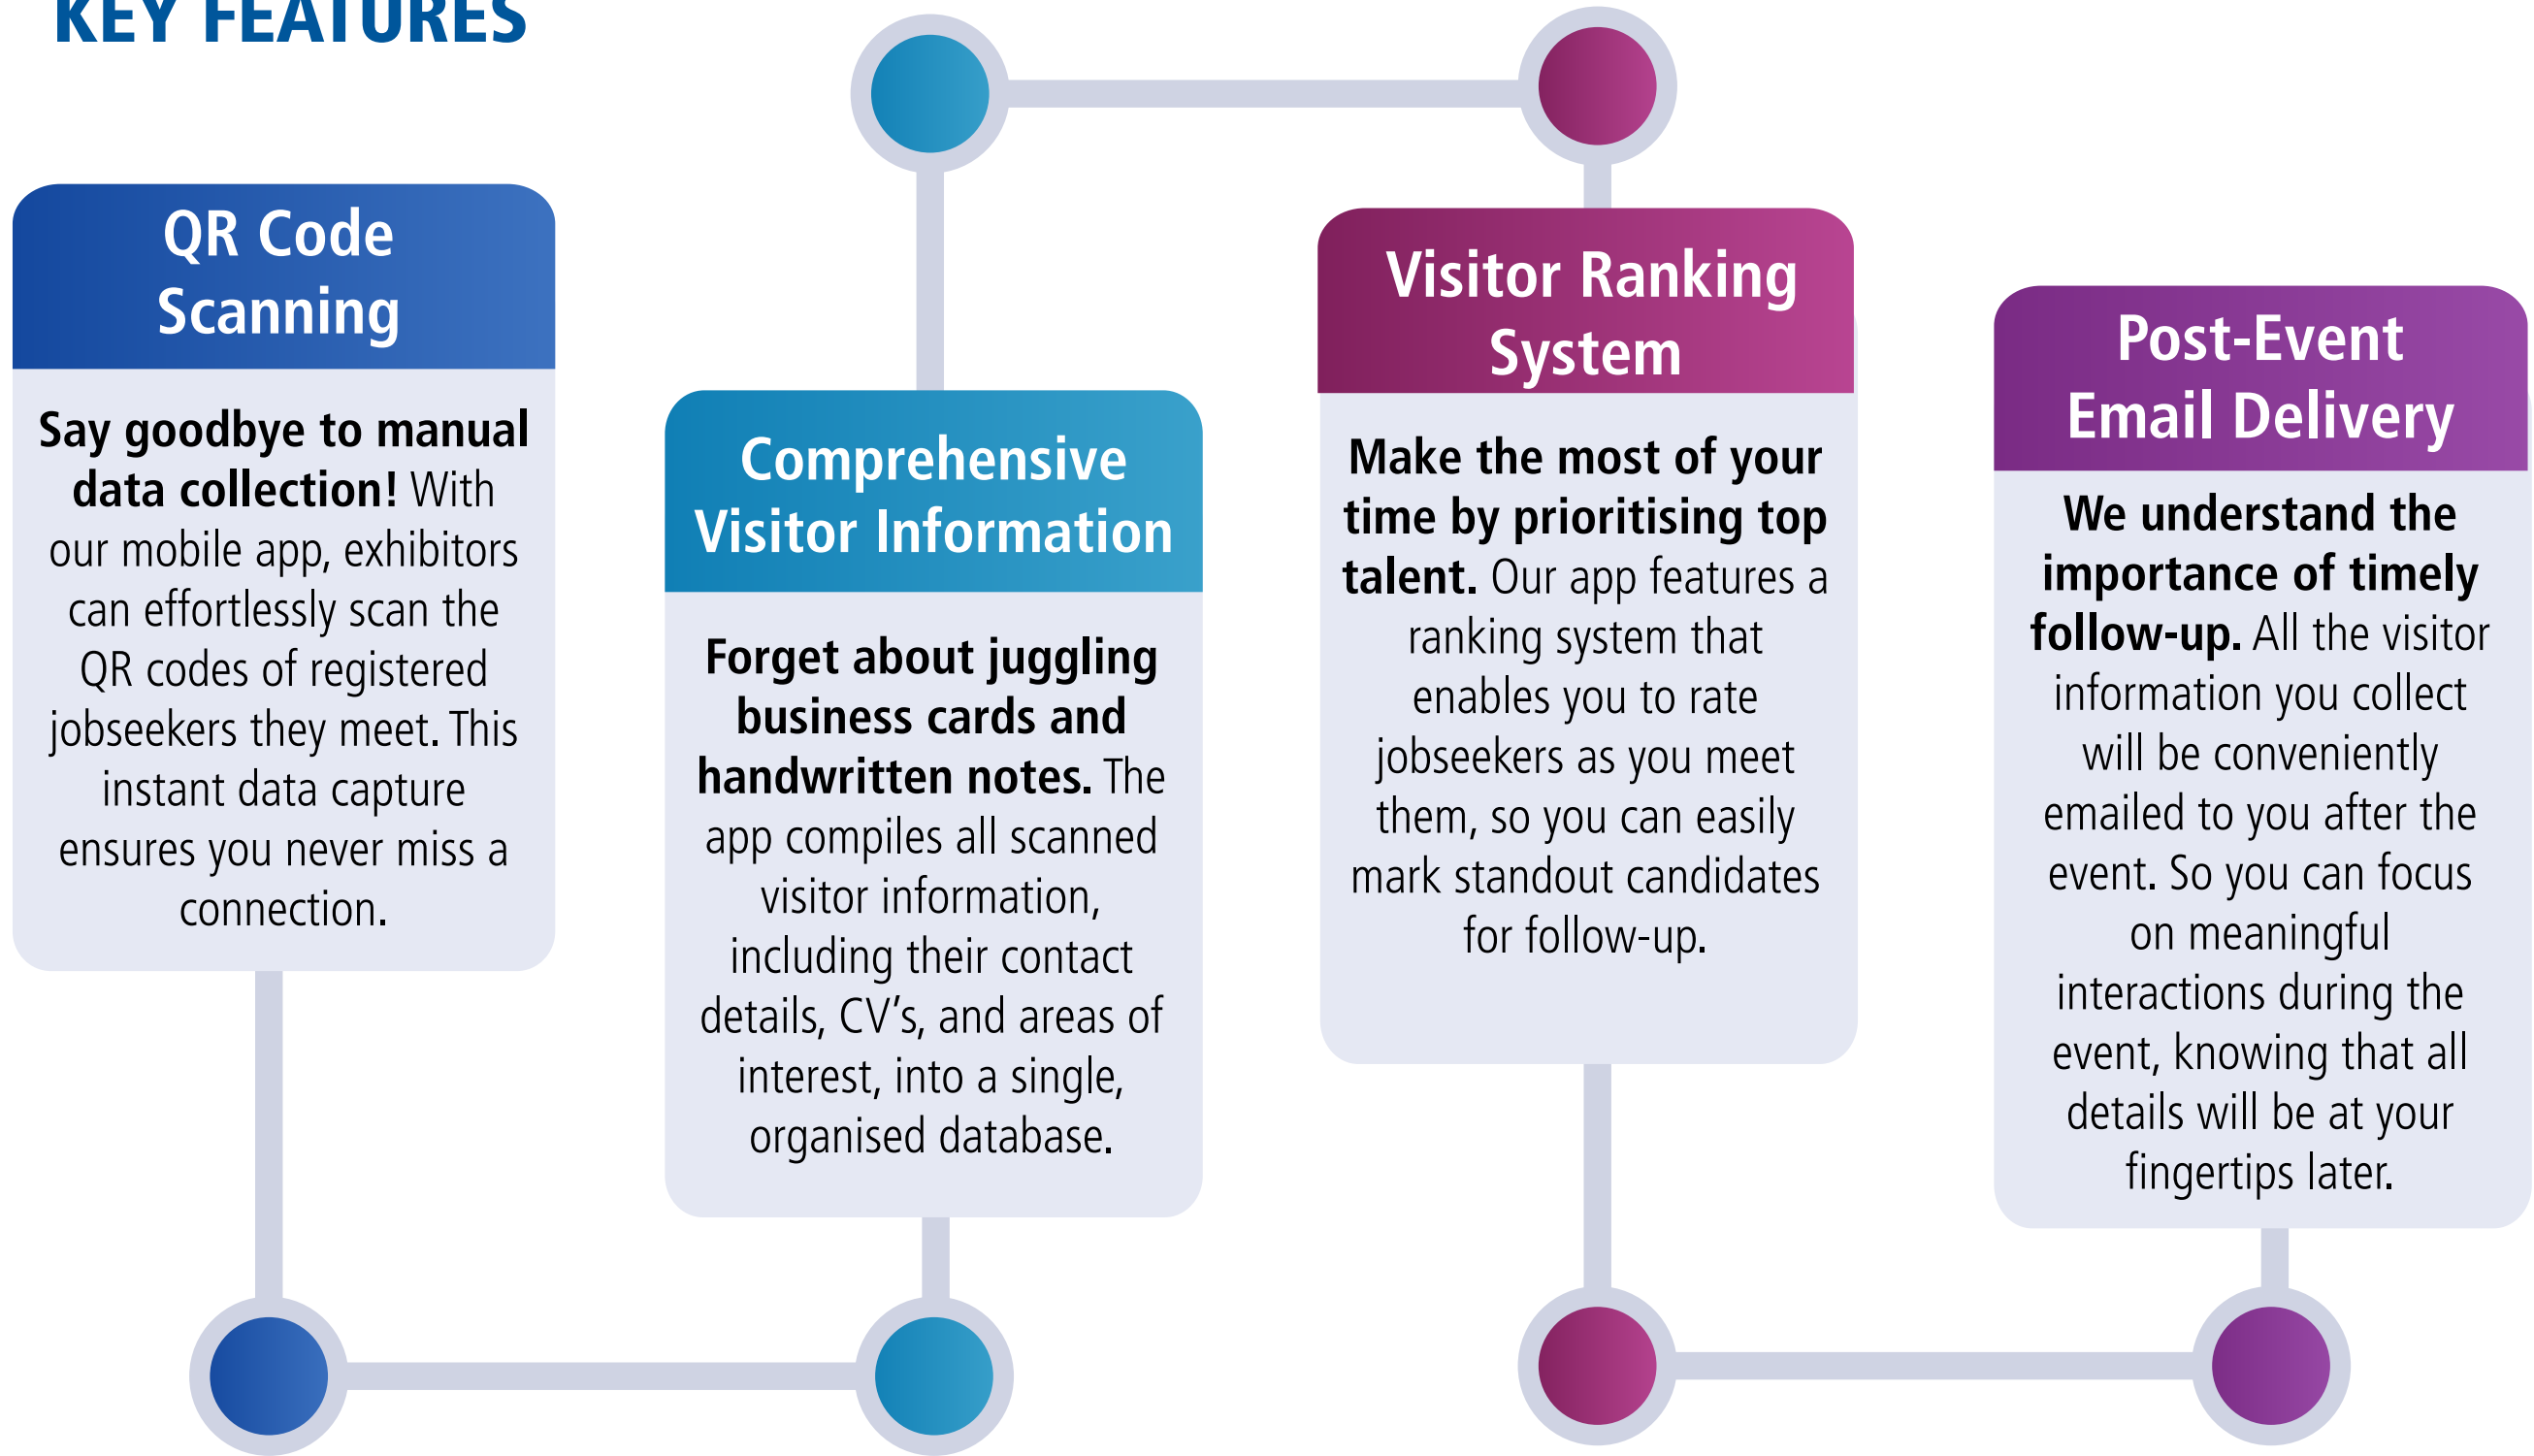 KEY FEATURES
QR Code
Scanning
Say goodbye to manual
data collection! With
our mobile app, exhibitors
can effortlessly scan the
QR codes of registered
jobseekers they meet. This
instant data capture
ensures you never miss a
connection.
Comprehensive
Visitor Information
Forget about juggling
business cards and
handwritten notes. The
app compiles all scanned
visitor information,
including their contact
details, CV’s, and areas of
interest, into a single,
organised database.
Visitor Ranking
System
Make the most of your
time by prioritising top
talent. Our app features a
ranking system that
enables you to rate
jobseekers as you meet
them, so you can easily
mark standout candidates
for follow-up.
Post-Event
Email Delivery
We understand the
importance of timely
follow-up. All the visitor
information you collect
will be conveniently
emailed to you after the
event. So you can focus
on meaningful
interactions during the
event, knowing that all
details will be at your
fingertips later.